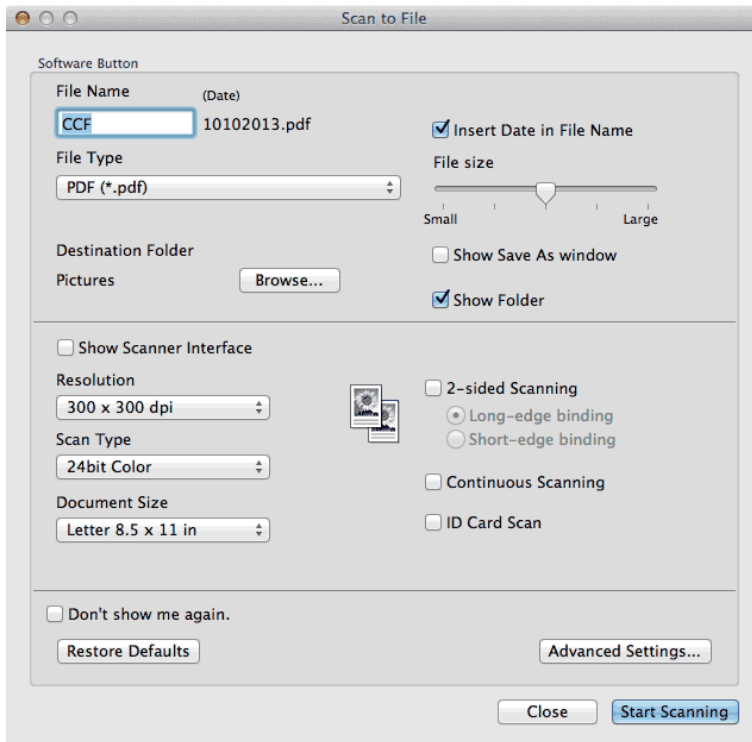 Scan to File
Software Button
File Name
(Date)
CCF
10102013.pdf
Insert Date in File Name
File Type
File size
PDF (*.pdf)
Small
Large
Destination Folder
Show Save As window
Pictures
Browse...
Show Folder
Show Scanner Interface
Resolution
2-sided Scanning
300 x 300 dpi
Long-edge binding
Scan Type
Short-edge binding
24bit Color
Continuous Scanning
Document Size
ID Card Scan
Letter 8.5 x 11 in
Don't show me again.
Restore Defaults
Advanced Settings...
Close
Start Scanning